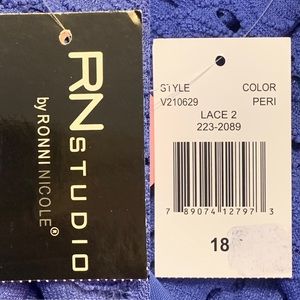 RN STUDIO
by RONNI NICOLE®
STYLE COLOR
V210629 PERI
LACE 2
223-2089
7 89074 12797 3
18